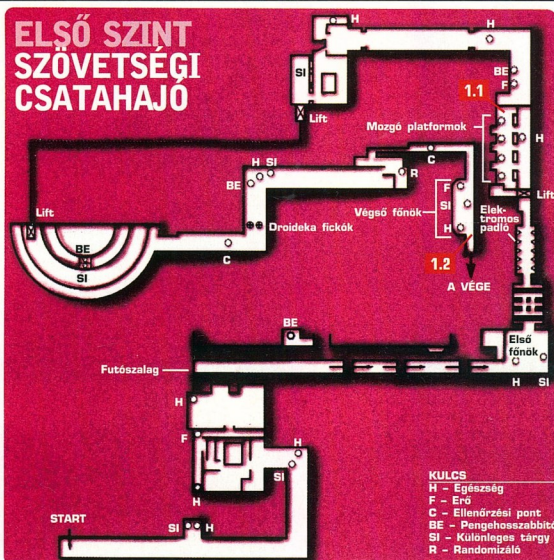 ELSŐ SZINT
SZÖVETSÉGI
CSATAHAJÓ
H
H
SI
BE
F
1.1
Lift
Mozgó platformok
H
C
H SI
BE
R
Lift
F
Végső főnök
SI
Elek-
tromos
padló
Lift
Droideka fickók
H
BE
SI
C
1.2
A VÉGE
BE
Első
főnök
Futószalag
H SI
H
F
H
SI
H
START
SI
H
KULCS
H – Egészség
F – Erő
C – Ellenőrzési pont
BE – Pengehosszabbító
SI – Különleges tárgy
R – Randomizáló